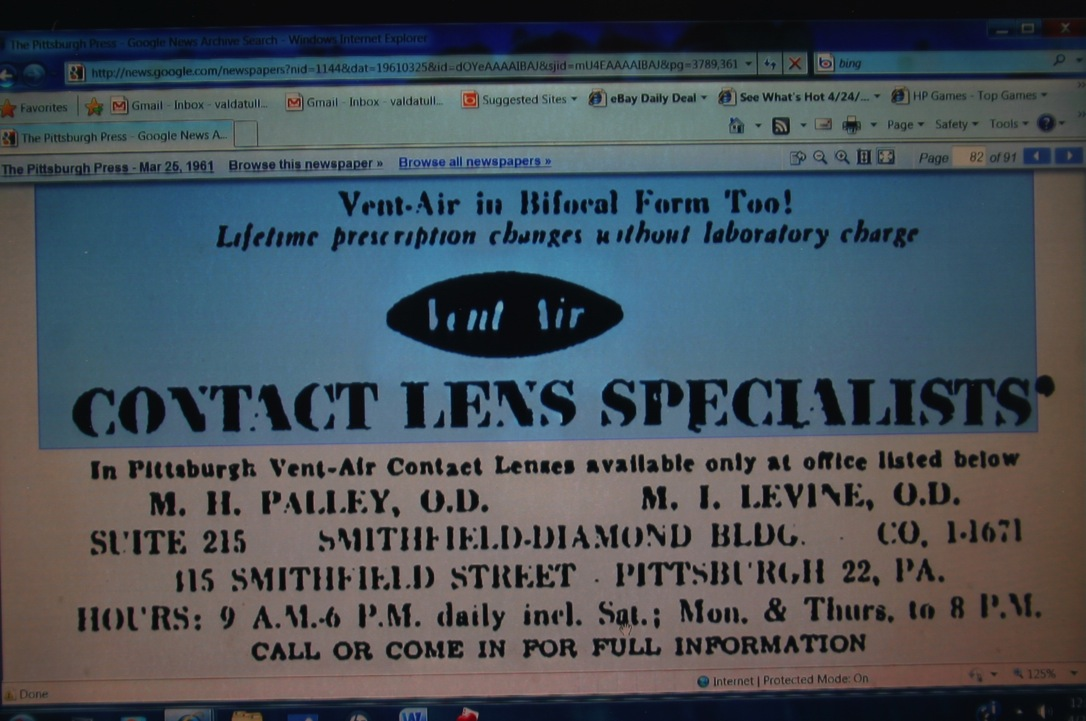 The Pittsburgh Press - Google News Archive Search - Windows Internet Explorer
http://news.google.com/newspapers?nid=1144&dat=19610325&id=dOYeAAAAIBAJ&sjid=mU4EAAAAIBAJ&pg=3789,361 bing
Favorites Gmail - Inbox - valdatull... Gmail - Inbox - valdatull... Suggested Sites eBay Daily Deal See What's Hot 4/24/... HP Games - Top Games
The Pittsburgh Press - Google News A... Page Safety Tools
The Pittsburgh Press - Mar 25, 1961 Browse this newspaper » Browse all newspapers » Page 82 of 91
Vent-Air in Bifocal Form Too!
Lifetime prescription changes without laboratory charge
Vent Air
CONTACT LENS SPECIALISTS
In Pittsburgh Vent-Air Contact Lenses available only at office listed below
M. H. PALLEY, O.D. M. I. LEVINE, O.D.
SUITE 215 SMITHFIELD-DIAMOND BLDG. CO. 1-1671
115 SMITHFIELD STREET PITTSBURGH 22, PA.
HOURS: 9 A.M.-6 P.M. daily incl. Sat.; Mon. & Thurs. to 8 P.M.
CALL OR COME IN FOR FULL INFORMATION
Done Internet | Protected Mode: On 125%